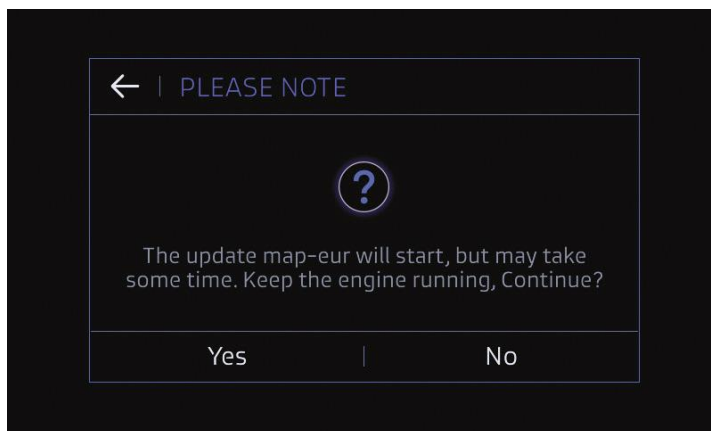 PLEASE NOTE
?
The update map-eur will start, but may take
some time. Keep the engine running, Continue?
Yes
No